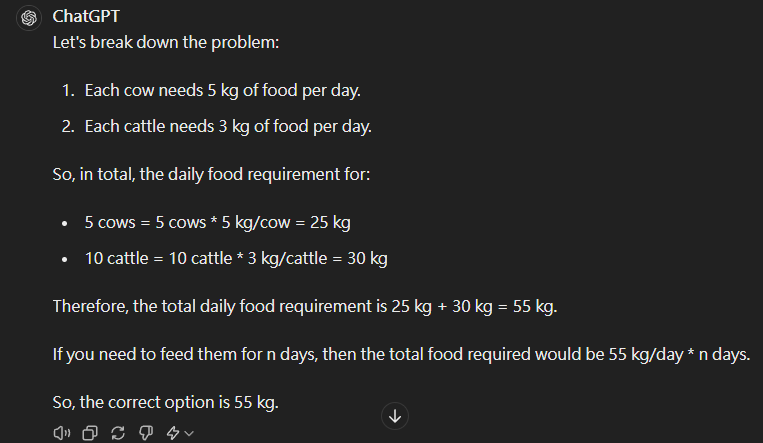 ChatGPT
Let's break down the problem:
1. Each cow needs 5 kg of food per day.
2. Each cattle needs 3 kg of food per day.
So, in total, the daily food requirement for:
• 5 cows = 5 cows * 5 kg/cow = 25 kg
• 10 cattle = 10 cattle * 3 kg/cattle = 30 kg
Therefore, the total daily food requirement is 25 kg + 30 kg = 55 kg.
If you need to feed them for n days, then the total food required would be 55 kg/day * n days.
So, the correct option is 55 kg.